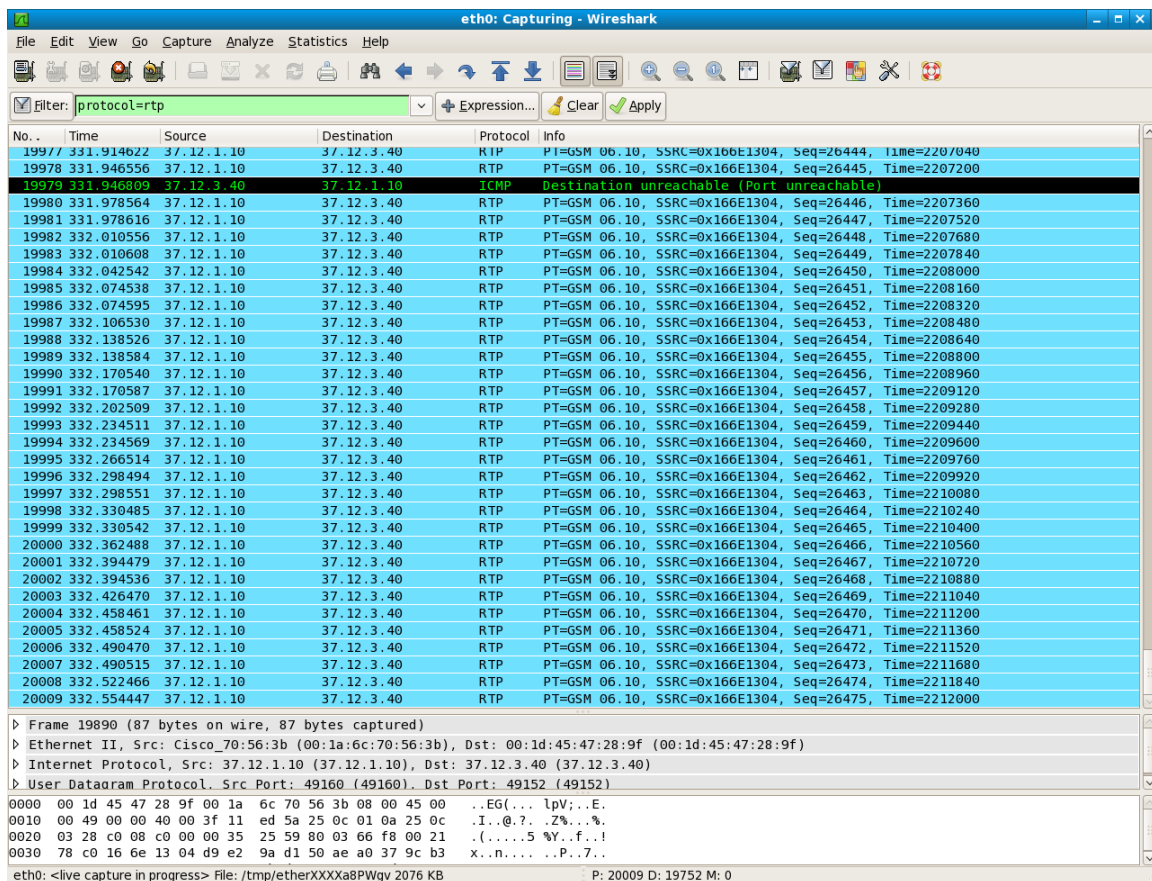 eth0: Capturing - Wireshark
File Edit View Go Capture Analyze Statistics Help
Filter: protocol=rtp Expression... Clear Apply
No. . Time Source Destination Protocol Info
19977 331.914622 37.12.1.10 37.12.3.40 RTP PT=GSM 06.10, SSRC=0x166E1304, Seq=26444, Time=2207040
19978 331.946556 37.12.1.10 37.12.3.40 RTP PT=GSM 06.10, SSRC=0x166E1304, Seq=26445, Time=2207200
19979 331.946809 37.12.3.40 37.12.1.10 ICMP Destination unreachable (Port unreachable)
19980 331.978564 37.12.1.10 37.12.3.40 RTP PT=GSM 06.10, SSRC=0x166E1304, Seq=26446, Time=2207360
19981 331.978616 37.12.1.10 37.12.3.40 RTP PT=GSM 06.10, SSRC=0x166E1304, Seq=26447, Time=2207520
19982 332.010556 37.12.1.10 37.12.3.40 RTP PT=GSM 06.10, SSRC=0x166E1304, Seq=26448, Time=2207680
19983 332.010608 37.12.1.10 37.12.3.40 RTP PT=GSM 06.10, SSRC=0x166E1304, Seq=26449, Time=2207840
19984 332.042542 37.12.1.10 37.12.3.40 RTP PT=GSM 06.10, SSRC=0x166E1304, Seq=26450, Time=2208000
19985 332.074538 37.12.1.10 37.12.3.40 RTP PT=GSM 06.10, SSRC=0x166E1304, Seq=26451, Time=2208160
19986 332.074595 37.12.1.10 37.12.3.40 RTP PT=GSM 06.10, SSRC=0x166E1304, Seq=26452, Time=2208320
19987 332.106530 37.12.1.10 37.12.3.40 RTP PT=GSM 06.10, SSRC=0x166E1304, Seq=26453, Time=2208480
19988 332.138526 37.12.1.10 37.12.3.40 RTP PT=GSM 06.10, SSRC=0x166E1304, Seq=26454, Time=2208640
19989 332.138584 37.12.1.10 37.12.3.40 RTP PT=GSM 06.10, SSRC=0x166E1304, Seq=26455, Time=2208800
19990 332.170540 37.12.1.10 37.12.3.40 RTP PT=GSM 06.10, SSRC=0x166E1304, Seq=26456, Time=2208960
19991 332.170587 37.12.1.10 37.12.3.40 RTP PT=GSM 06.10, SSRC=0x166E1304, Seq=26457, Time=2209120
19992 332.202509 37.12.1.10 37.12.3.40 RTP PT=GSM 06.10, SSRC=0x166E1304, Seq=26458, Time=2209280
19993 332.234511 37.12.1.10 37.12.3.40 RTP PT=GSM 06.10, SSRC=0x166E1304, Seq=26459, Time=2209440
19994 332.234569 37.12.1.10 37.12.3.40 RTP PT=GSM 06.10, SSRC=0x166E1304, Seq=26460, Time=2209600
19995 332.266514 37.12.1.10 37.12.3.40 RTP PT=GSM 06.10, SSRC=0x166E1304, Seq=26461, Time=2209760
19996 332.298494 37.12.1.10 37.12.3.40 RTP PT=GSM 06.10, SSRC=0x166E1304, Seq=26462, Time=2209920
19997 332.298551 37.12.1.10 37.12.3.40 RTP PT=GSM 06.10, SSRC=0x166E1304, Seq=26463, Time=2210080
19998 332.330485 37.12.1.10 37.12.3.40 RTP PT=GSM 06.10, SSRC=0x166E1304, Seq=26464, Time=2210240
19999 332.330542 37.12.1.10 37.12.3.40 RTP PT=GSM 06.10, SSRC=0x166E1304, Seq=26465, Time=2210400
20000 332.362488 37.12.1.10 37.12.3.40 RTP PT=GSM 06.10, SSRC=0x166E1304, Seq=26466, Time=2210560
20001 332.394479 37.12.1.10 37.12.3.40 RTP PT=GSM 06.10, SSRC=0x166E1304, Seq=26467, Time=2210720
20002 332.394536 37.12.1.10 37.12.3.40 RTP PT=GSM 06.10, SSRC=0x166E1304, Seq=26468, Time=2210880
20003 332.426470 37.12.1.10 37.12.3.40 RTP PT=GSM 06.10, SSRC=0x166E1304, Seq=26469, Time=2211040
20004 332.458461 37.12.1.10 37.12.3.40 RTP PT=GSM 06.10, SSRC=0x166E1304, Seq=26470, Time=2211200
20005 332.458524 37.12.1.10 37.12.3.40 RTP PT=GSM 06.10, SSRC=0x166E1304, Seq=26471, Time=2211360
20006 332.490470 37.12.1.10 37.12.3.40 RTP PT=GSM 06.10, SSRC=0x166E1304, Seq=26472, Time=2211520
20007 332.490515 37.12.1.10 37.12.3.40 RTP PT=GSM 06.10, SSRC=0x166E1304, Seq=26473, Time=2211680
20008 332.522466 37.12.1.10 37.12.3.40 RTP PT=GSM 06.10, SSRC=0x166E1304, Seq=26474, Time=2211840
20009 332.554447 37.12.1.10 37.12.3.40 RTP PT=GSM 06.10, SSRC=0x166E1304, Seq=26475, Time=2212000
Frame 19890 (87 bytes on wire, 87 bytes captured)
Ethernet II, Src: Cisco_70:56:3b (00:1a:6c:70:56:3b), Dst: 00:1d:45:47:28:9f (00:1d:45:47:28:9f)
Internet Protocol, Src: 37.12.1.10 (37.12.1.10), Dst: 37.12.3.40 (37.12.3.40)
User Datagram Protocol, Src Port: 49160 (49160), Dst Port: 49152 (49152)
0000 00 1d 45 47 28 9f 00 1a 6c 70 56 3b 08 00 45 00 ..EG(... lpV;..E.
0010 00 49 00 00 40 00 3f 11 ed 5a 25 0c 01 0a 25 0c .I..@.?. .Z%...%.
0020 03 28 c0 08 c0 00 00 35 25 59 80 03 66 f8 00 21 .(.....5 %Y..f..!
0030 78 c0 16 6e 13 04 d9 e2 9a d1 50 ae a0 37 9c b3 x..n.... ..P..7..
eth0: <live capture in progress> File: /tmp/etherXXXXa8PWgv 2076 KB P: 20009 D: 19752 M: 0